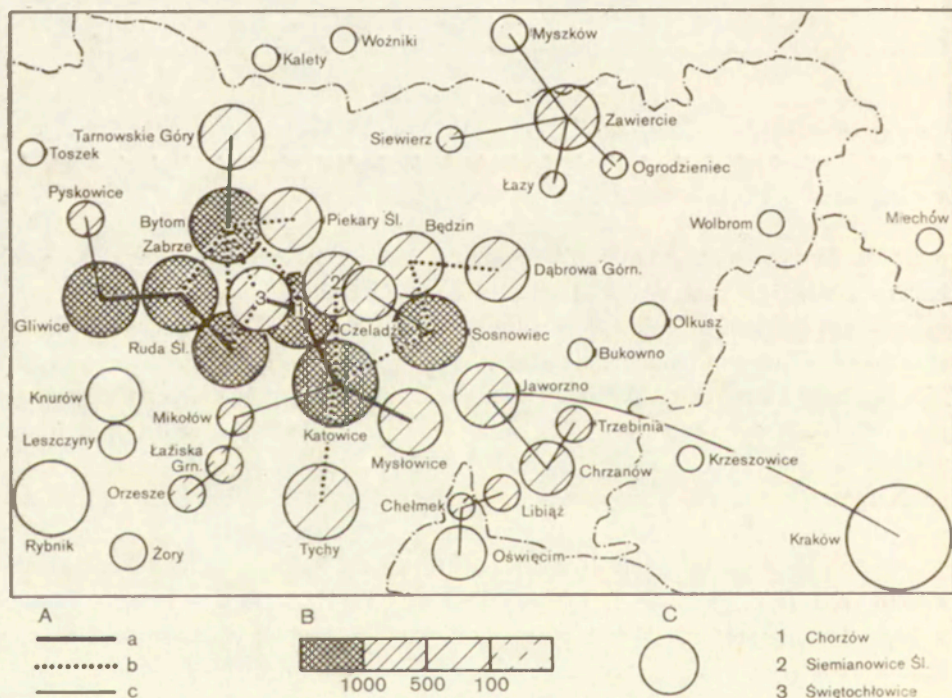 Woźniki
Myszków
Kalety
Tarnowskie Góry
Siewierz
Zawiercie
Toszek
Ogrodzieniec
Łazy
Pyskowice
Bytom
Piekary Śl.
Będzin
Wolbrom
Miechów
Zabrze
Dąbrowa Górn.
3
1
2
Gliwice
Czeladź
Sosnowiec
Olkusz
Ruda Śl.
Bukowno
Knurów
Jaworzno
Mikołów
Katowice
Trzebinia
Leszczyny
Mysłowice
Łaziska
Grn.
Chrzanów
Krzeszowice
Orzesze
Chełmek
Libiąż
Rybnik
Żory
Tychy
Oświęcim
Kraków
A
B
C
a
b
c
1000 500 100
1 Chorzów
2 Siemianowice Śl.
3 Świętochłowice